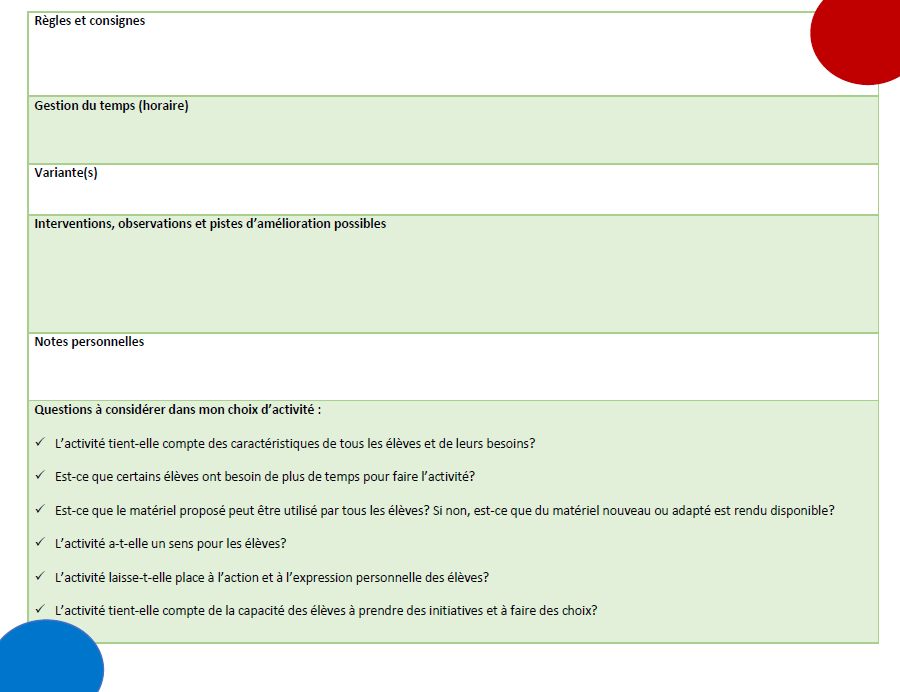 Règles et consignes
Gestion du temps (horaire)
Variante(s)
Interventions, observations et pistes d’amélioration possibles
Notes personnelles
Questions à considérer dans mon choix d’activité :
✓ L’activité tient-elle compte des caractéristiques de tous les élèves et de leurs besoins?
✓ Est-ce que certains élèves ont besoin de plus de temps pour faire l’activité?
✓ Est-ce que le matériel proposé peut être utilisé par tous les élèves? Si non, est-ce que du matériel nouveau ou adapté est rendu disponible?
✓ L’activité a-t-elle un sens pour les élèves?
✓ L’activité laisse-t-elle place à l’action et à l’expression personnelle des élèves?
✓ L’activité tient-elle compte de la capacité des élèves à prendre des initiatives et à faire des choix?